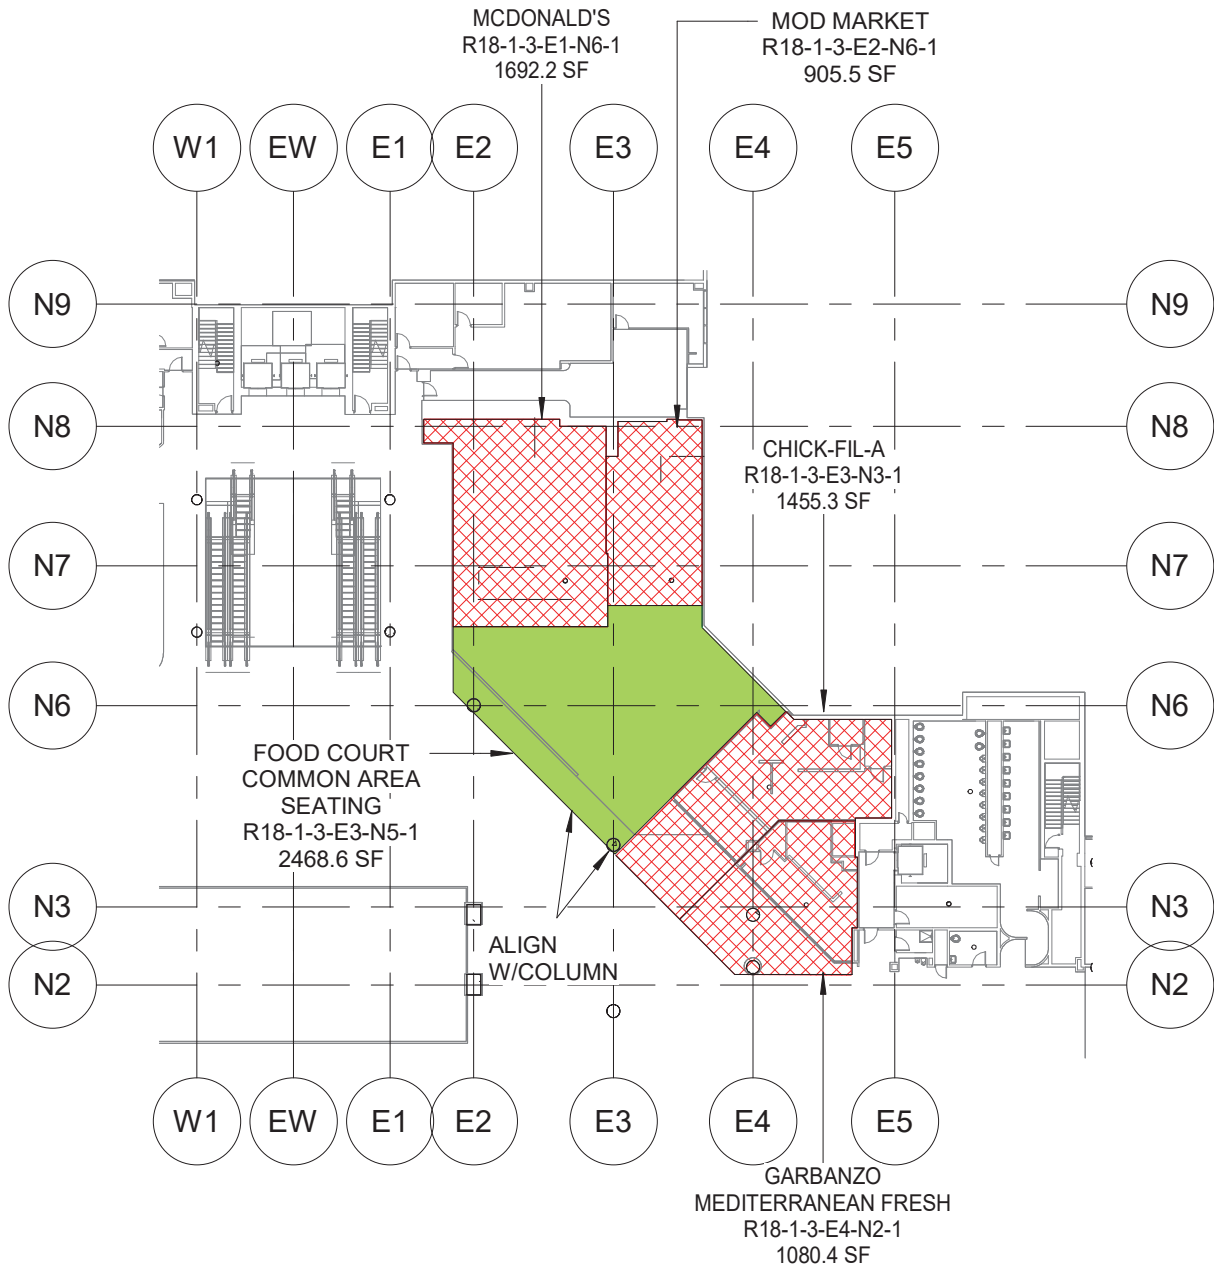 MCDONALD'S
R18-1-3-E1-N6-1
1692.2 SF
MOD MARKET
R18-1-3-E2-N6-1
905.5 SF
W1 EW E1 E2 E3 E4 E5
N9 N9
N8 N8
CHICK-FIL-A
R18-1-3-E3-N3-1
1455.3 SF
N7 N7
N6 N6
FOOD COURT
COMMON AREA
SEATING
R18-1-3-E3-N5-1
2468.6 SF
N3 N3
ALIGN
W/COLUMN
N2 N2
W1 EW E1 E2 E3 E4 E5
GARBANZO
MEDITERRANEAN FRESH
R18-1-3-E4-N2-1
1080.4 SF